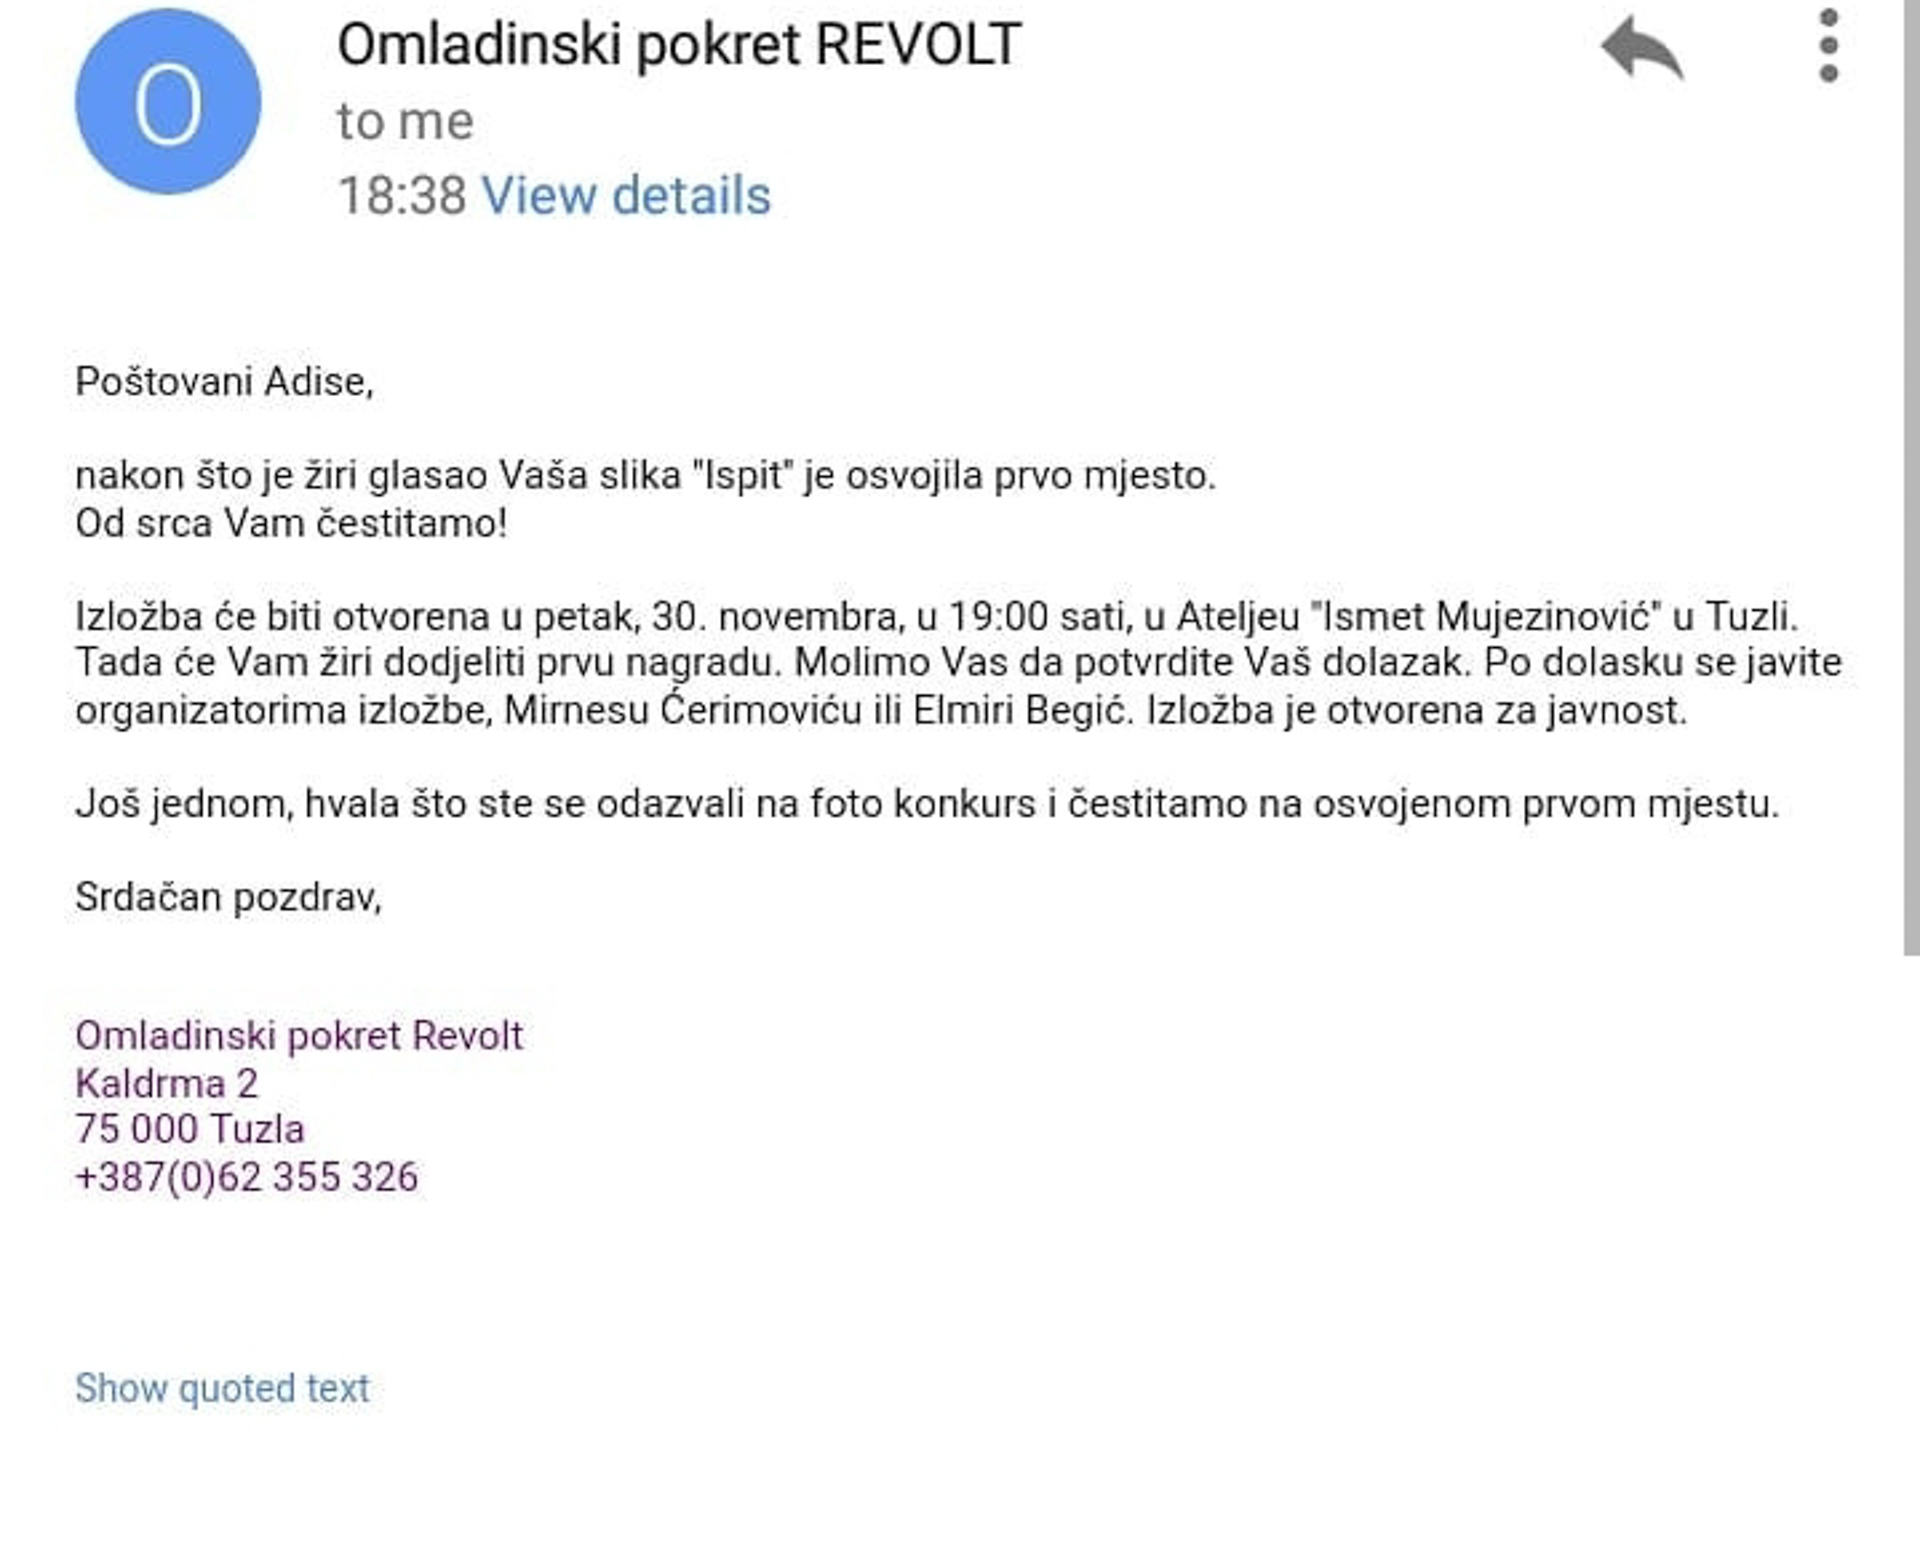 O
Omladinski pokret REVOLT
to me
18:38 View details
Poštovani Adise,
nakon što je žiri glasao Vaša slika "Ispit" je osvojila prvo mjesto.
Od srca Vam čestitamo!
Izložba će biti otvorena u petak, 30. novembra, u 19:00 sati, u Ateljeu "Ismet Mujezinović" u Tuzli.
Tada će Vam žiri dodjeliti prvu nagradu. Molimo Vas da potvrdite Vaš dolazak. Po dolasku se javite
organizatorima izložbe, Mirnesu Ćerimoviću ili Elmiri Begić. Izložba je otvorena za javnost.
Još jednom, hvala što ste se odazvali na foto konkurs i čestitamo na osvojenom prvom mjestu.
Srdačan pozdrav,
Omladinski pokret Revolt
Kaldrma 2
75 000 Tuzla
+387(0)62 355 326
Show quoted text